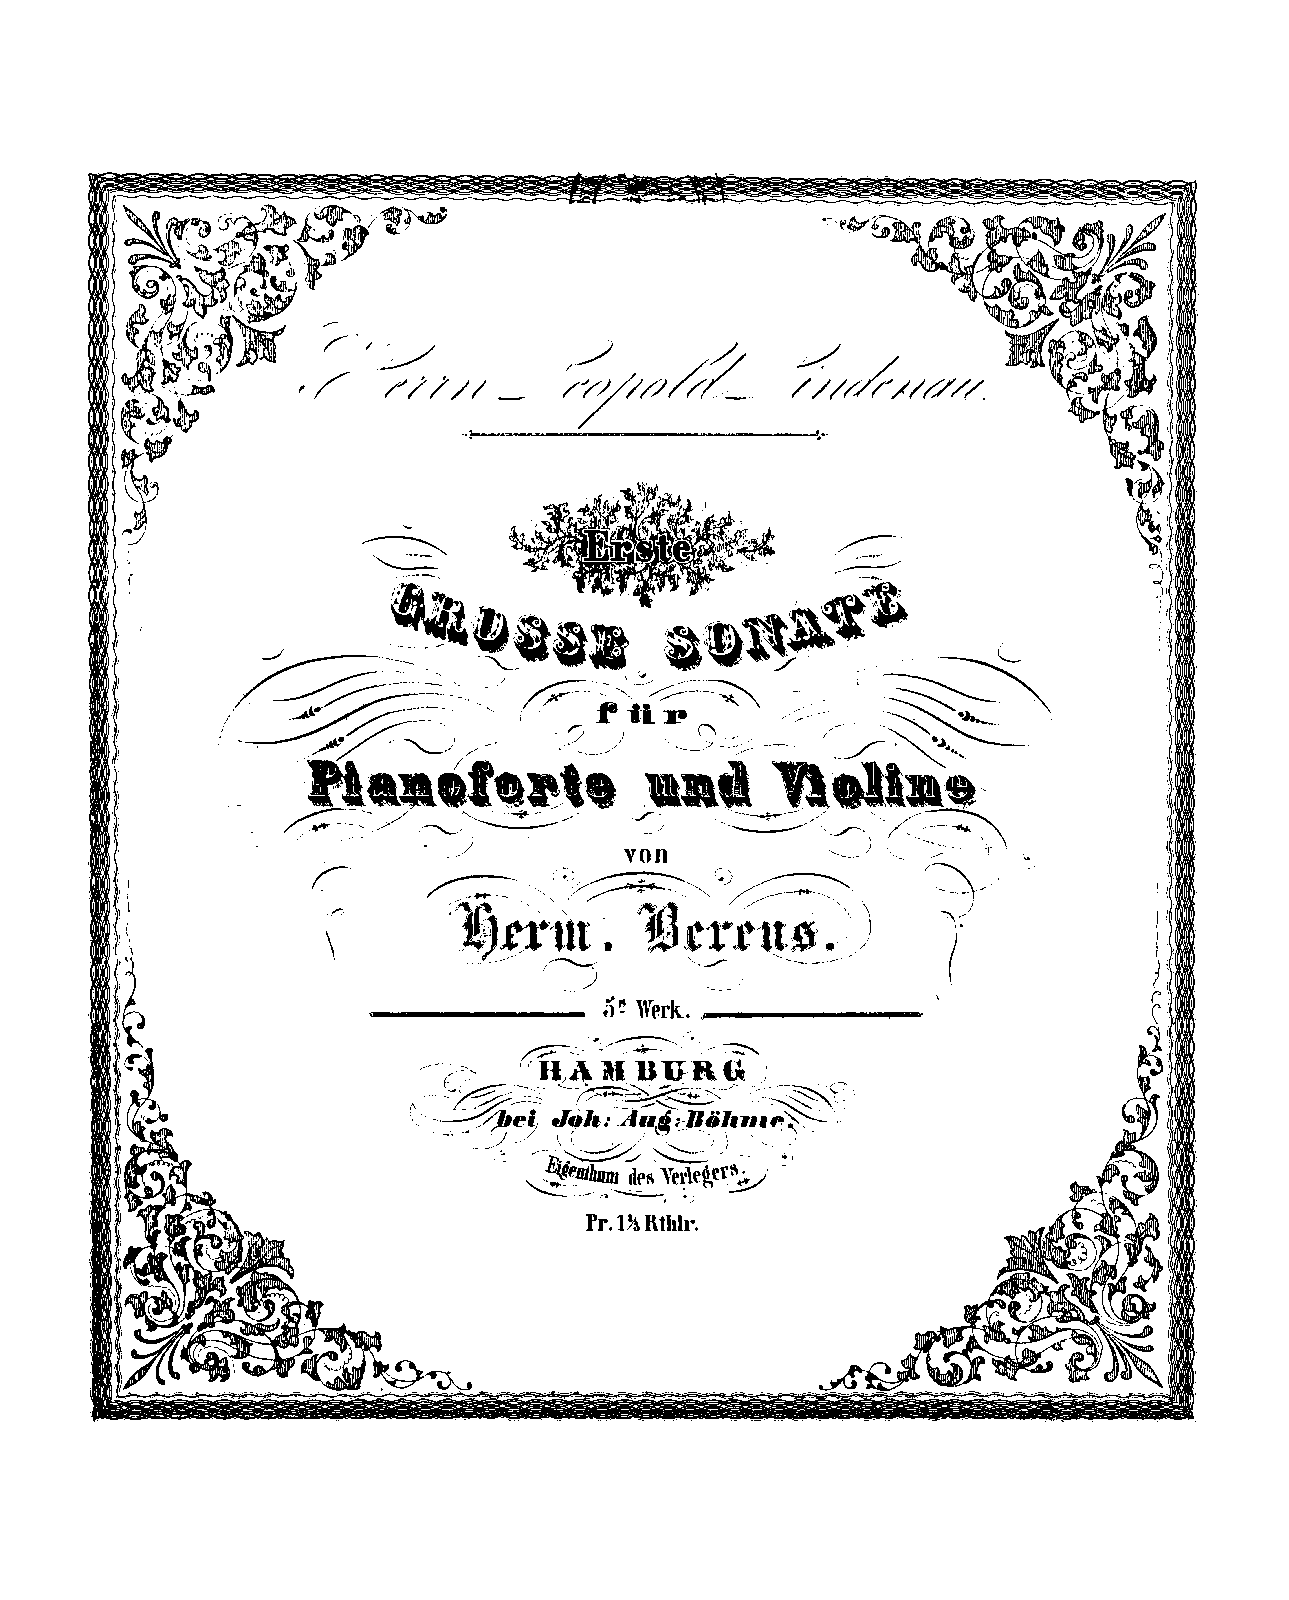 Herrn Leopold Lindenau.
Erste
GROSSE SONATE
für
Pianoforte und Violine
von
Herm. Berens.
5s Werk.
HAMBURG
bei Joh: Aug: Böhme.
Eigenthum des Verlegers.
Pr. 1⅓ Rthlr.